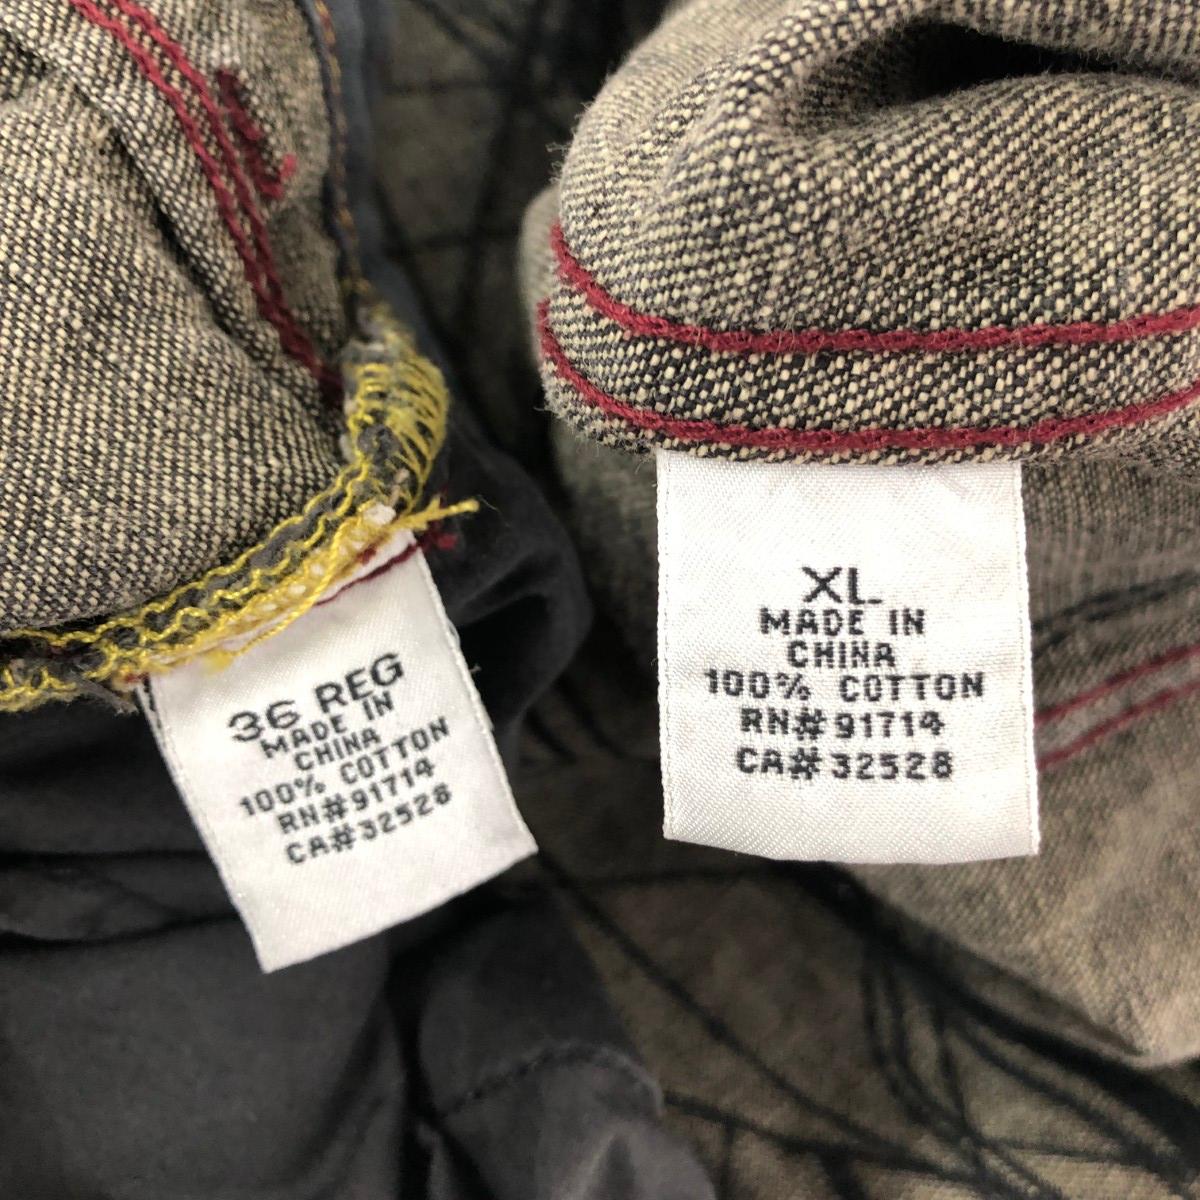 36 REG
MADE IN
CHINA
100% COTTON
RN#91714
CA#32528
XL
MADE IN
CHINA
100% COTTON
RN#91714
CA#32528